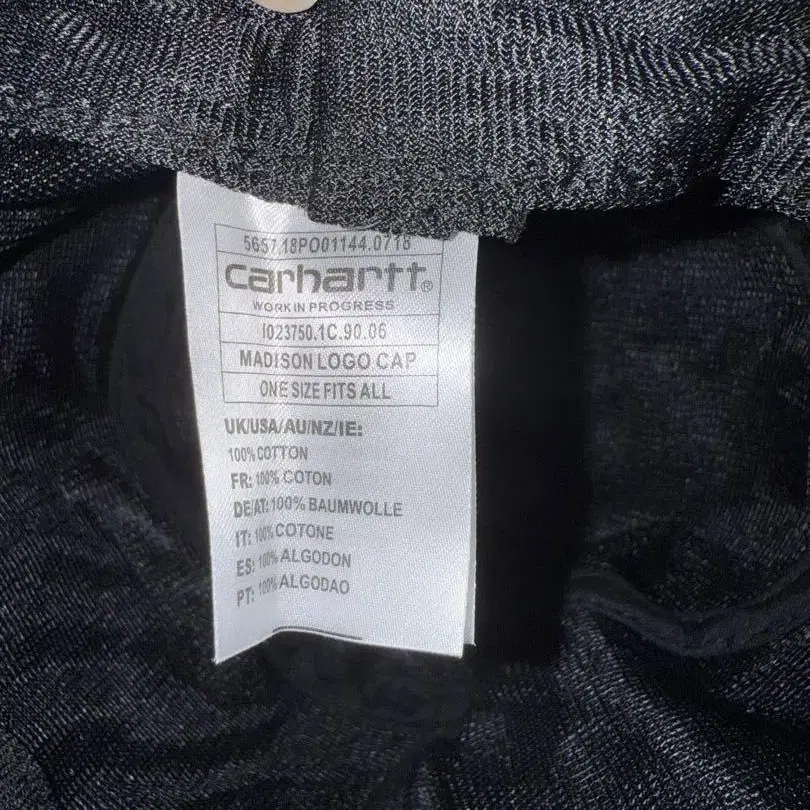 5657.18PO01144.0718
carhartt®
WORK IN PROGRESS
I023750.1C.90.06
MADISON LOGO CAP
ONE SIZE FITS ALL
UK/USA/AU/NZ/IE:
100% COTTON
FR: 100% COTON
DE/AT: 100% BAUMWOLLE
IT: 100% COTONE
ES: 100% ALGODON
PT: 100% ALGODAO